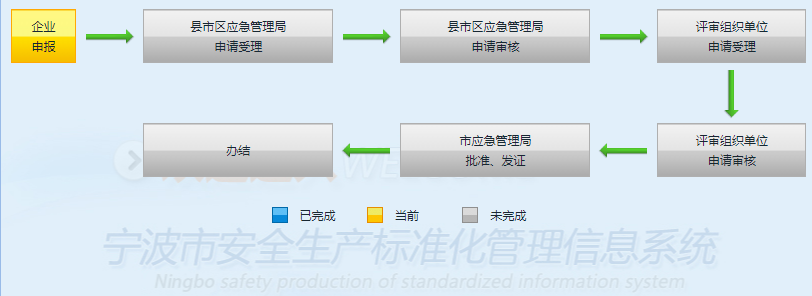 企业
申报
县市区应急管理局
申请受理
县市区应急管理局
申请审核
评审组织单位
申请受理
办结
市应急管理局
批准、发证
评审组织单位
申请审核
已完成
当前
未完成
宁波市安全生产标准化管理信息系统
Ningbo safety production of standardized information system